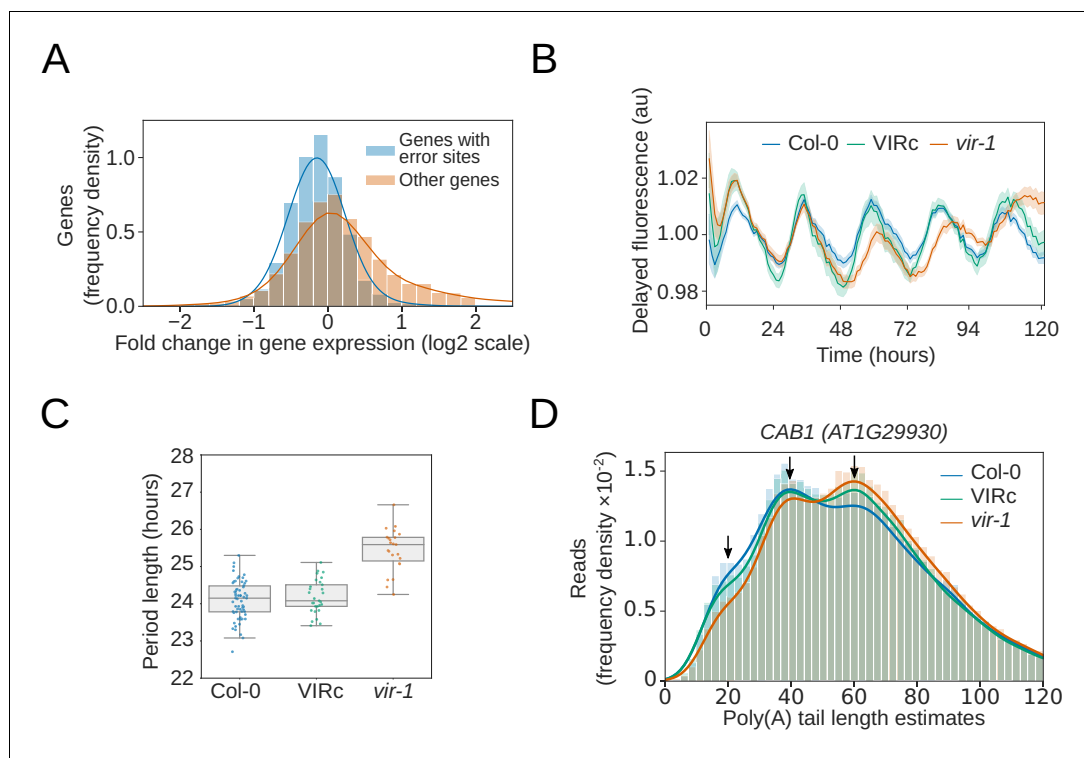 A
Genes
(frequency density)
1.0
0.5
0.0
Genes with
error sites
Other genes
−2
−1
0
1
2
Fold change in gene expression (log2 scale)
B
Delayed fluorescence (au)
1.02
1.00
0.98
Col-0
VIRc
vir-1
0
24
48
72
94
120
Time (hours)
C
Period length (hours)
28
27
26
25
24
23
22
Col-0
VIRc
vir-1
D
CAB1 (AT1G29930)
Reads
(frequency density ×10⁻²)
1.5
1.0
0.5
0
Col-0
VIRc
vir-1
0
20
40
60
80
100
120
Poly(A) tail length estimates